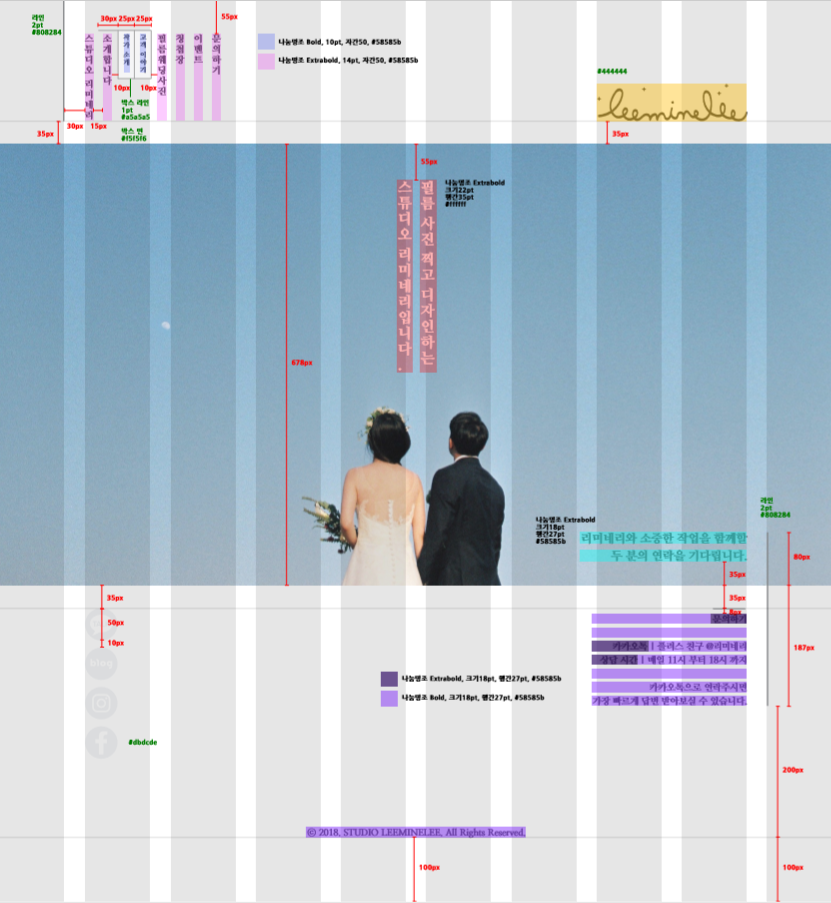 라인
2pt
#808284
30px 25px 25px
55px
스튜디오 리미네리
소개합니다
작가소개
고객이야기
필름웨딩사진
청첩장
이벤트
문의하기
10px 10px
박스 라인
1pt
#a5a5a5
박스 면
#f5f5f6
30px 15px
35px
나눔명조 Bold, 10pt, 자간50, #58585b
나눔명조 Extrabold, 14pt, 자간50, #58585b
#444444
leeminelee
35px
55px
나눔명조 Extrabold
크기22pt
행간35pt
#ffffff
필름 사진 찍고 디자인하는
스튜디오 리미네리입니다.
678px
라인
2pt
#808284
나눔명조 Extrabold
크기18pt
행간27pt
#58585b
리미네리와 소중한 작업을 함께할
두 분의 연락을 기다립니다.
80px
35px
35px
8px
187px
35px
50px
10px
blog
#dbdcde
문의하기
카카오톡 | 플러스 친구 @리미네리
상담 시간 | 매일 11시 부터 18시 까지
카카오톡으로 연락주시면
가장 빠르게 답변 받아보실 수 있습니다.
나눔명조 Extrabold, 크기18pt, 행간27pt, #58585b
나눔명조 Bold, 크기18pt, 행간27pt, #58585b
200px
© 2018. STUDIO LEEMINELEE. All Rights Reserved.
100px
100px